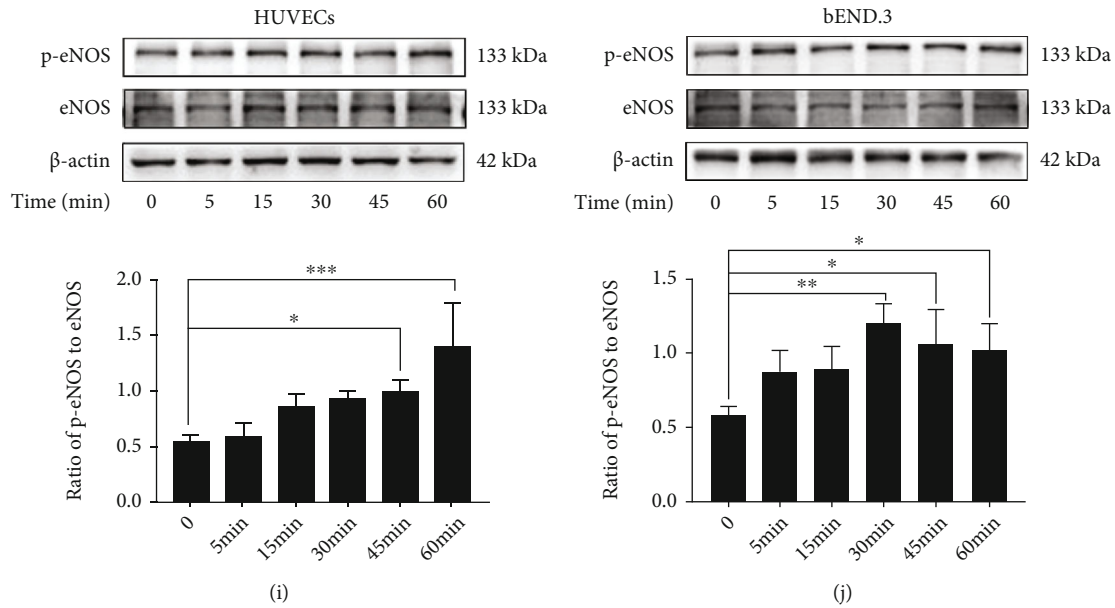 HUVECs
p-eNOS 133 kDa
eNOS 133 kDa
β-actin 42 kDa
Time (min) 0 5 15 30 45 60
Ratio of p-eNOS to eNOS
2.0
1.5
1.0
0.5
0.0
***
*
0 5min 15min 30min 45min 60min
(i)
bEND.3
p-eNOS 133 kDa
eNOS 133 kDa
β-actin 42 kDa
Time (min) 0 5 15 30 45 60
Ratio of p-eNOS to eNOS
1.5
1.0
0.5
0.0
*
*
**
0 5min 15min 30min 45min 60min
(j)